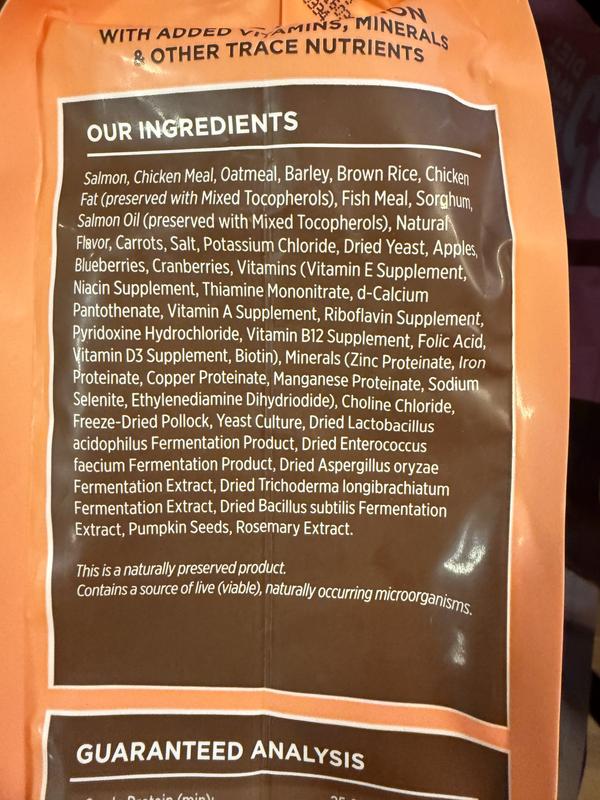 ON
WITH ADDED VITAMINS, MINERALS
& OTHER TRACE NUTRIENTS
OUR INGREDIENTS
Salmon, Chicken Meal, Oatmeal, Barley, Brown Rice, Chicken
Fat (preserved with Mixed Tocopherols), Fish Meal, Sorghum,
Salmon Oil (preserved with Mixed Tocopherols), Natural
Flavor, Carrots, Salt, Potassium Chloride, Dried Yeast, Apples,
Blueberries, Cranberries, Vitamins (Vitamin E Supplement,
Niacin Supplement, Thiamine Mononitrate, d-Calcium
Pantothenate, Vitamin A Supplement, Riboflavin Supplement,
Pyridoxine Hydrochloride, Vitamin B12 Supplement, Folic Acid,
Vitamin D3 Supplement, Biotin), Minerals (Zinc Proteinate, Iron
Proteinate, Copper Proteinate, Manganese Proteinate, Sodium
Selenite, Ethylenediamine Dihydriodide), Choline Chloride,
Freeze-Dried Pollock, Yeast Culture, Dried Lactobacillus
acidophilus Fermentation Product, Dried Enterococcus
faecium Fermentation Product, Dried Aspergillus oryzae
Fermentation Extract, Dried Trichoderma longibrachiatum
Fermentation Extract, Dried Bacillus subtilis Fermentation
Extract, Pumpkin Seeds, Rosemary Extract.
This is a naturally preserved product.
Contains a source of live (viable), naturally occurring microorganisms.
GUARANTEED ANALYSIS
Protein (min):